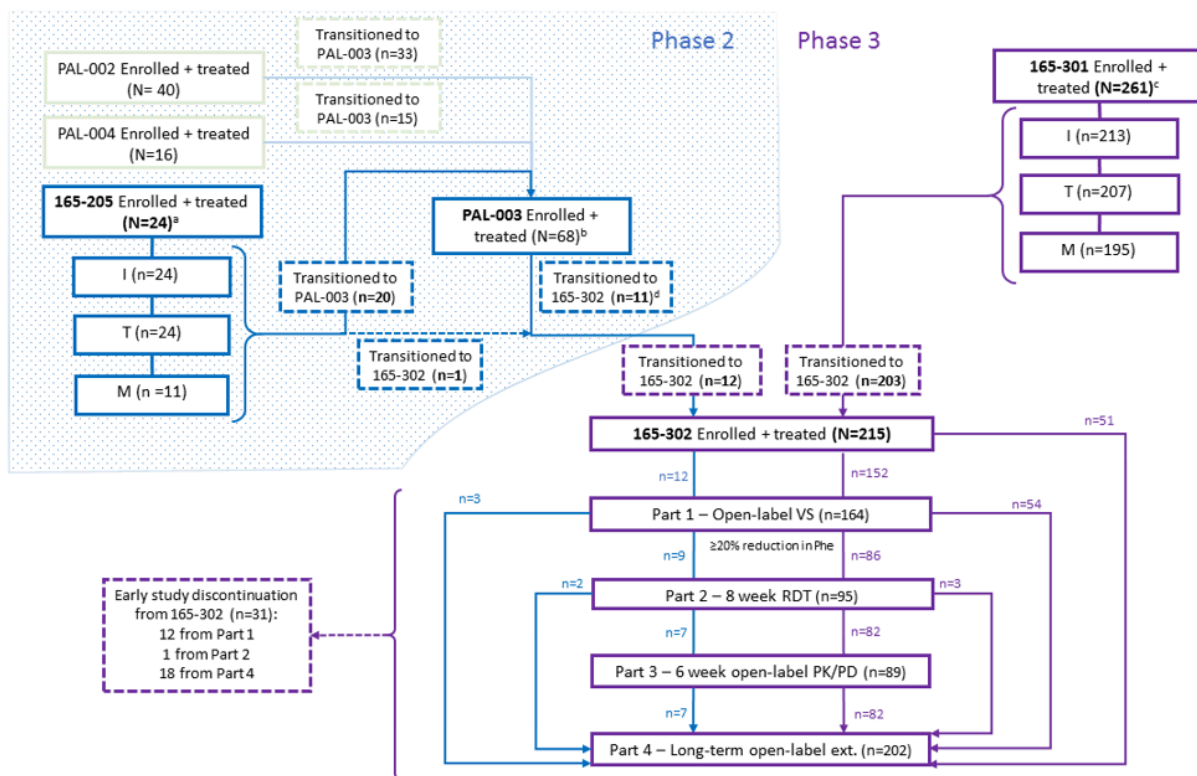 Transitioned to
PAL-003 (n=33)
Phase 2
Phase 3
PAL-002 Enrolled + treated
(N= 40)
165-301 Enrolled +
treated (N=261)c
Transitioned to
PAL-003 (n=15)
I (n=213)
PAL-004 Enrolled + treated
(N=16)
T (n=207)
165-205 Enrolled + treated
(N=24)a
PAL-003 Enrolled +
treated (N=68)b
M (n=195)
I (n=24)
Transitioned to
PAL-003 (n=20)
Transitioned to
165-302 (n=11)d
T (n=24)
Transitioned to
165-302 (n=1)
Transitioned to
165-302 (n=12)
Transitioned to
165-302 (n=203)
M (n =11)
165-302 Enrolled + treated (N=215)
n=51
n=12
n=152
n=3
Part 1 – Open-label VS (n=164)
n=54
≥20% reduction in Phe
n=9
n=86
n=2
Part 2 – 8 week RDT (n=95)
n=3
Early study discontinuation
from 165-302 (n=31):
12 from Part 1
1 from Part 2
18 from Part 4
n=7
n=82
Part 3 – 6 week open-label PK/PD (n=89)
n=7
n=82
Part 4 – Long-term open-label ext. (n=202)